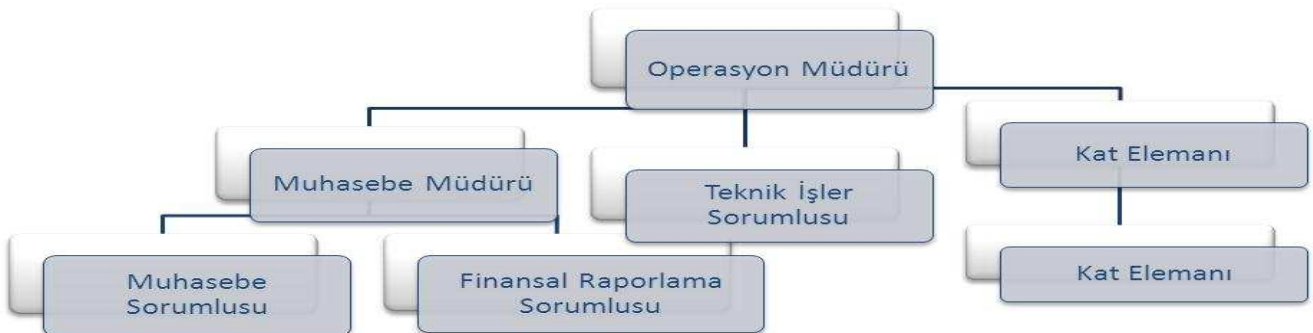 Operasyon Müdürü
Kat Elemanı
Muhasebe Müdürü
Teknik İşler
Sorumlusu
Muhasebe
Sorumlusu
Finansal Raporlama
Sorumlusu
Kat Elemanı